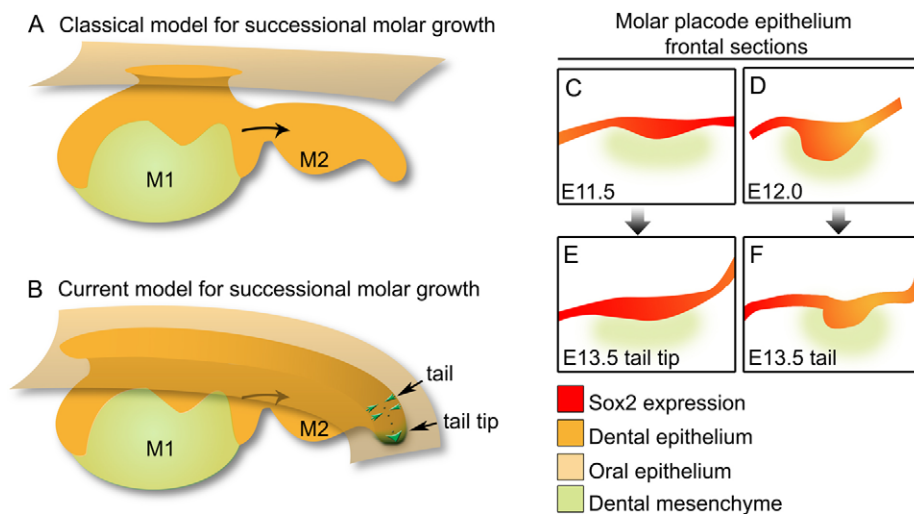 A Classical model for successional molar growth
M1
M2
B Current model for successional molar growth
tail
tail tip
M1
M2
Molar placode epithelium
frontal sections
C
E11.5
D
E12.0
E
E13.5 tail tip
F
E13.5 tail
Sox2 expression
Dental epithelium
Oral epithelium
Dental mesenchyme